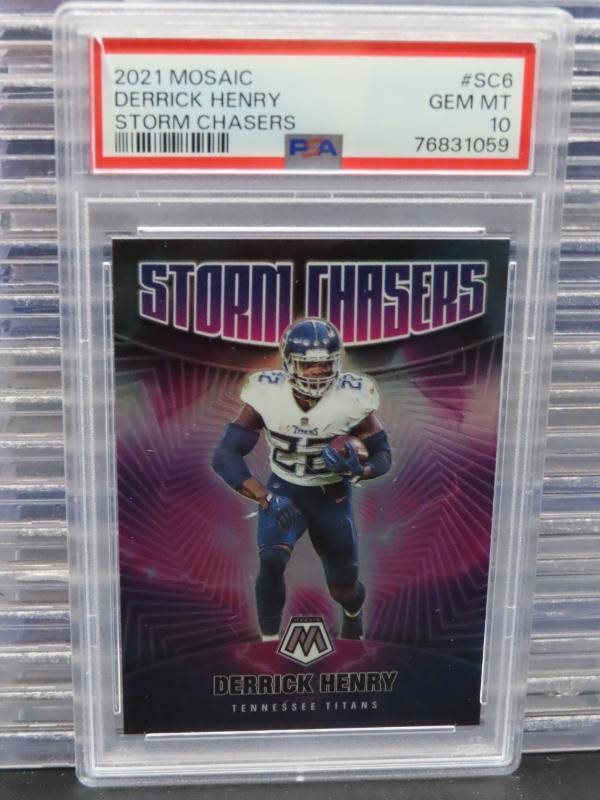 2021 MOSAIC #SC6
DERRICK HENRY GEM MT
STORM CHASERS 10
PSA 76831059
STORM CHASERS
22
TITANS
22
MOSAIC
M
DERRICK HENRY
TENNESSEE TITANS